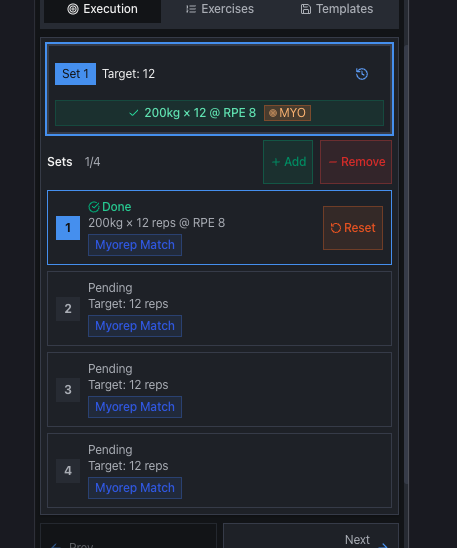 Execution Exercises Templates
Set 1 Target: 12
200kg × 12 @ RPE 8 MYO
Sets 1/4 + Add − Remove
Done
1 200kg × 12 reps @ RPE 8 Reset
Myorep Match
Pending
2 Target: 12 reps
Myorep Match
Pending
3 Target: 12 reps
Myorep Match
Pending
4 Target: 12 reps
Myorep Match
Next
← Prev →